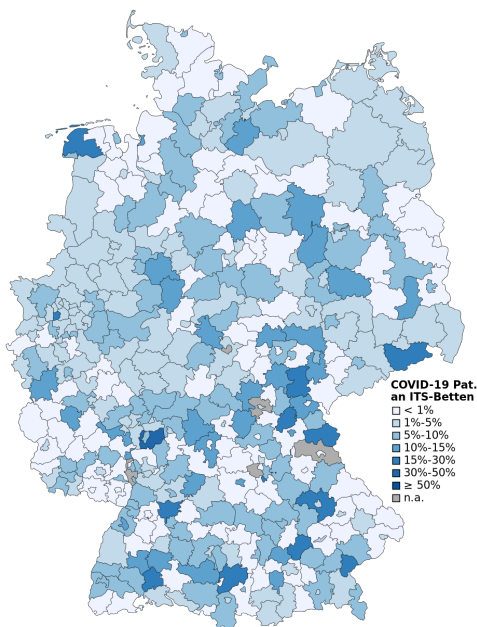 COVID-19 Pat.
an ITS-Betten
< 1%
1%-5%
5%-10%
10%-15%
15%-30%
30%-50%
≥ 50%
n.a.